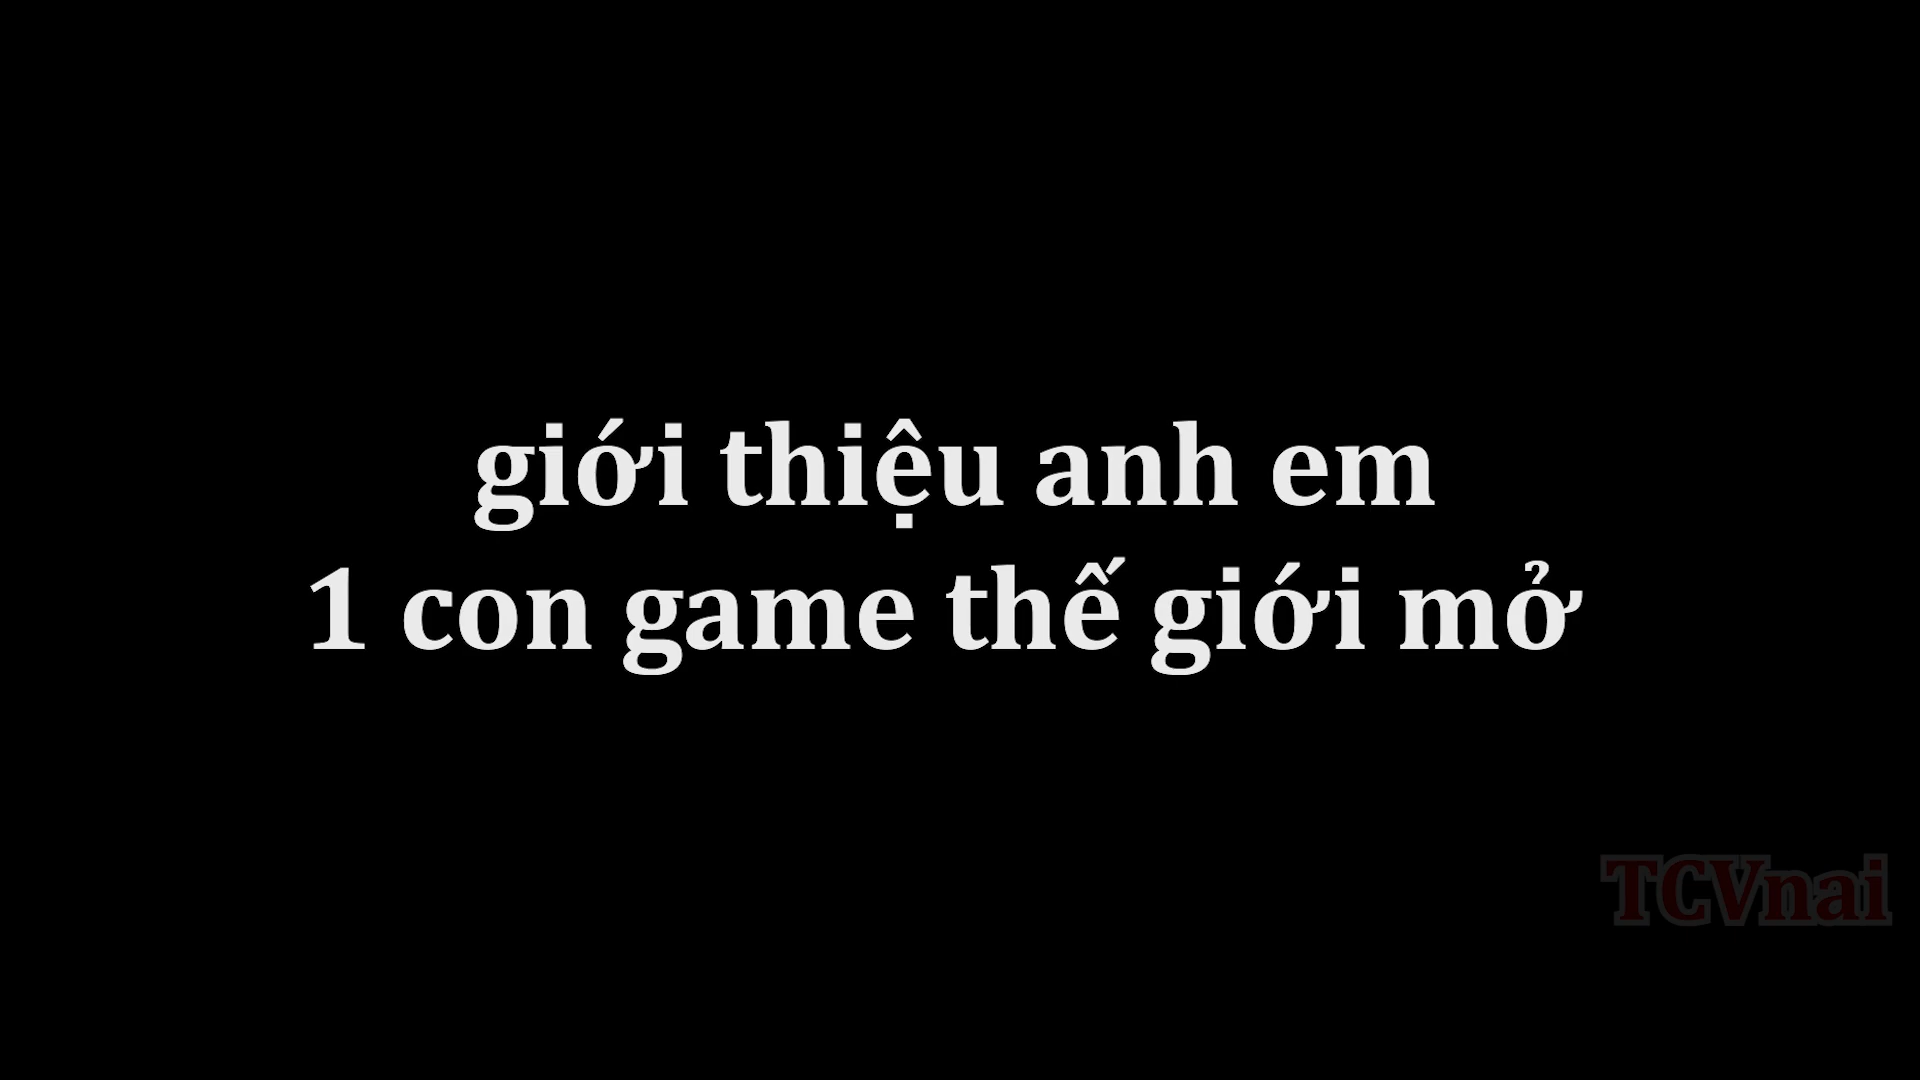 giới thiệu anh em
1 con game thế giới mở
TCVnai